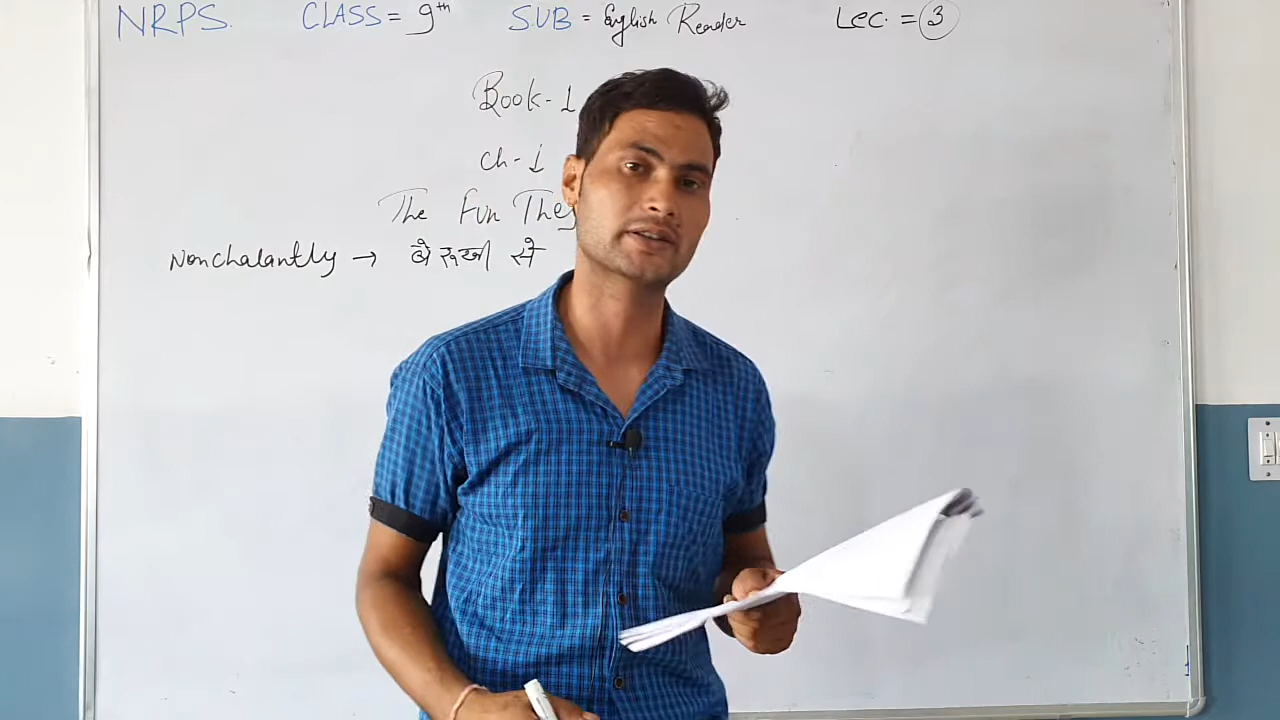 NRPS. CLASS = 9th SUB = English Reader Lec. = 3
Book - 1
ch - 1
The Fun They
Nonchalantly → बेरूखी से